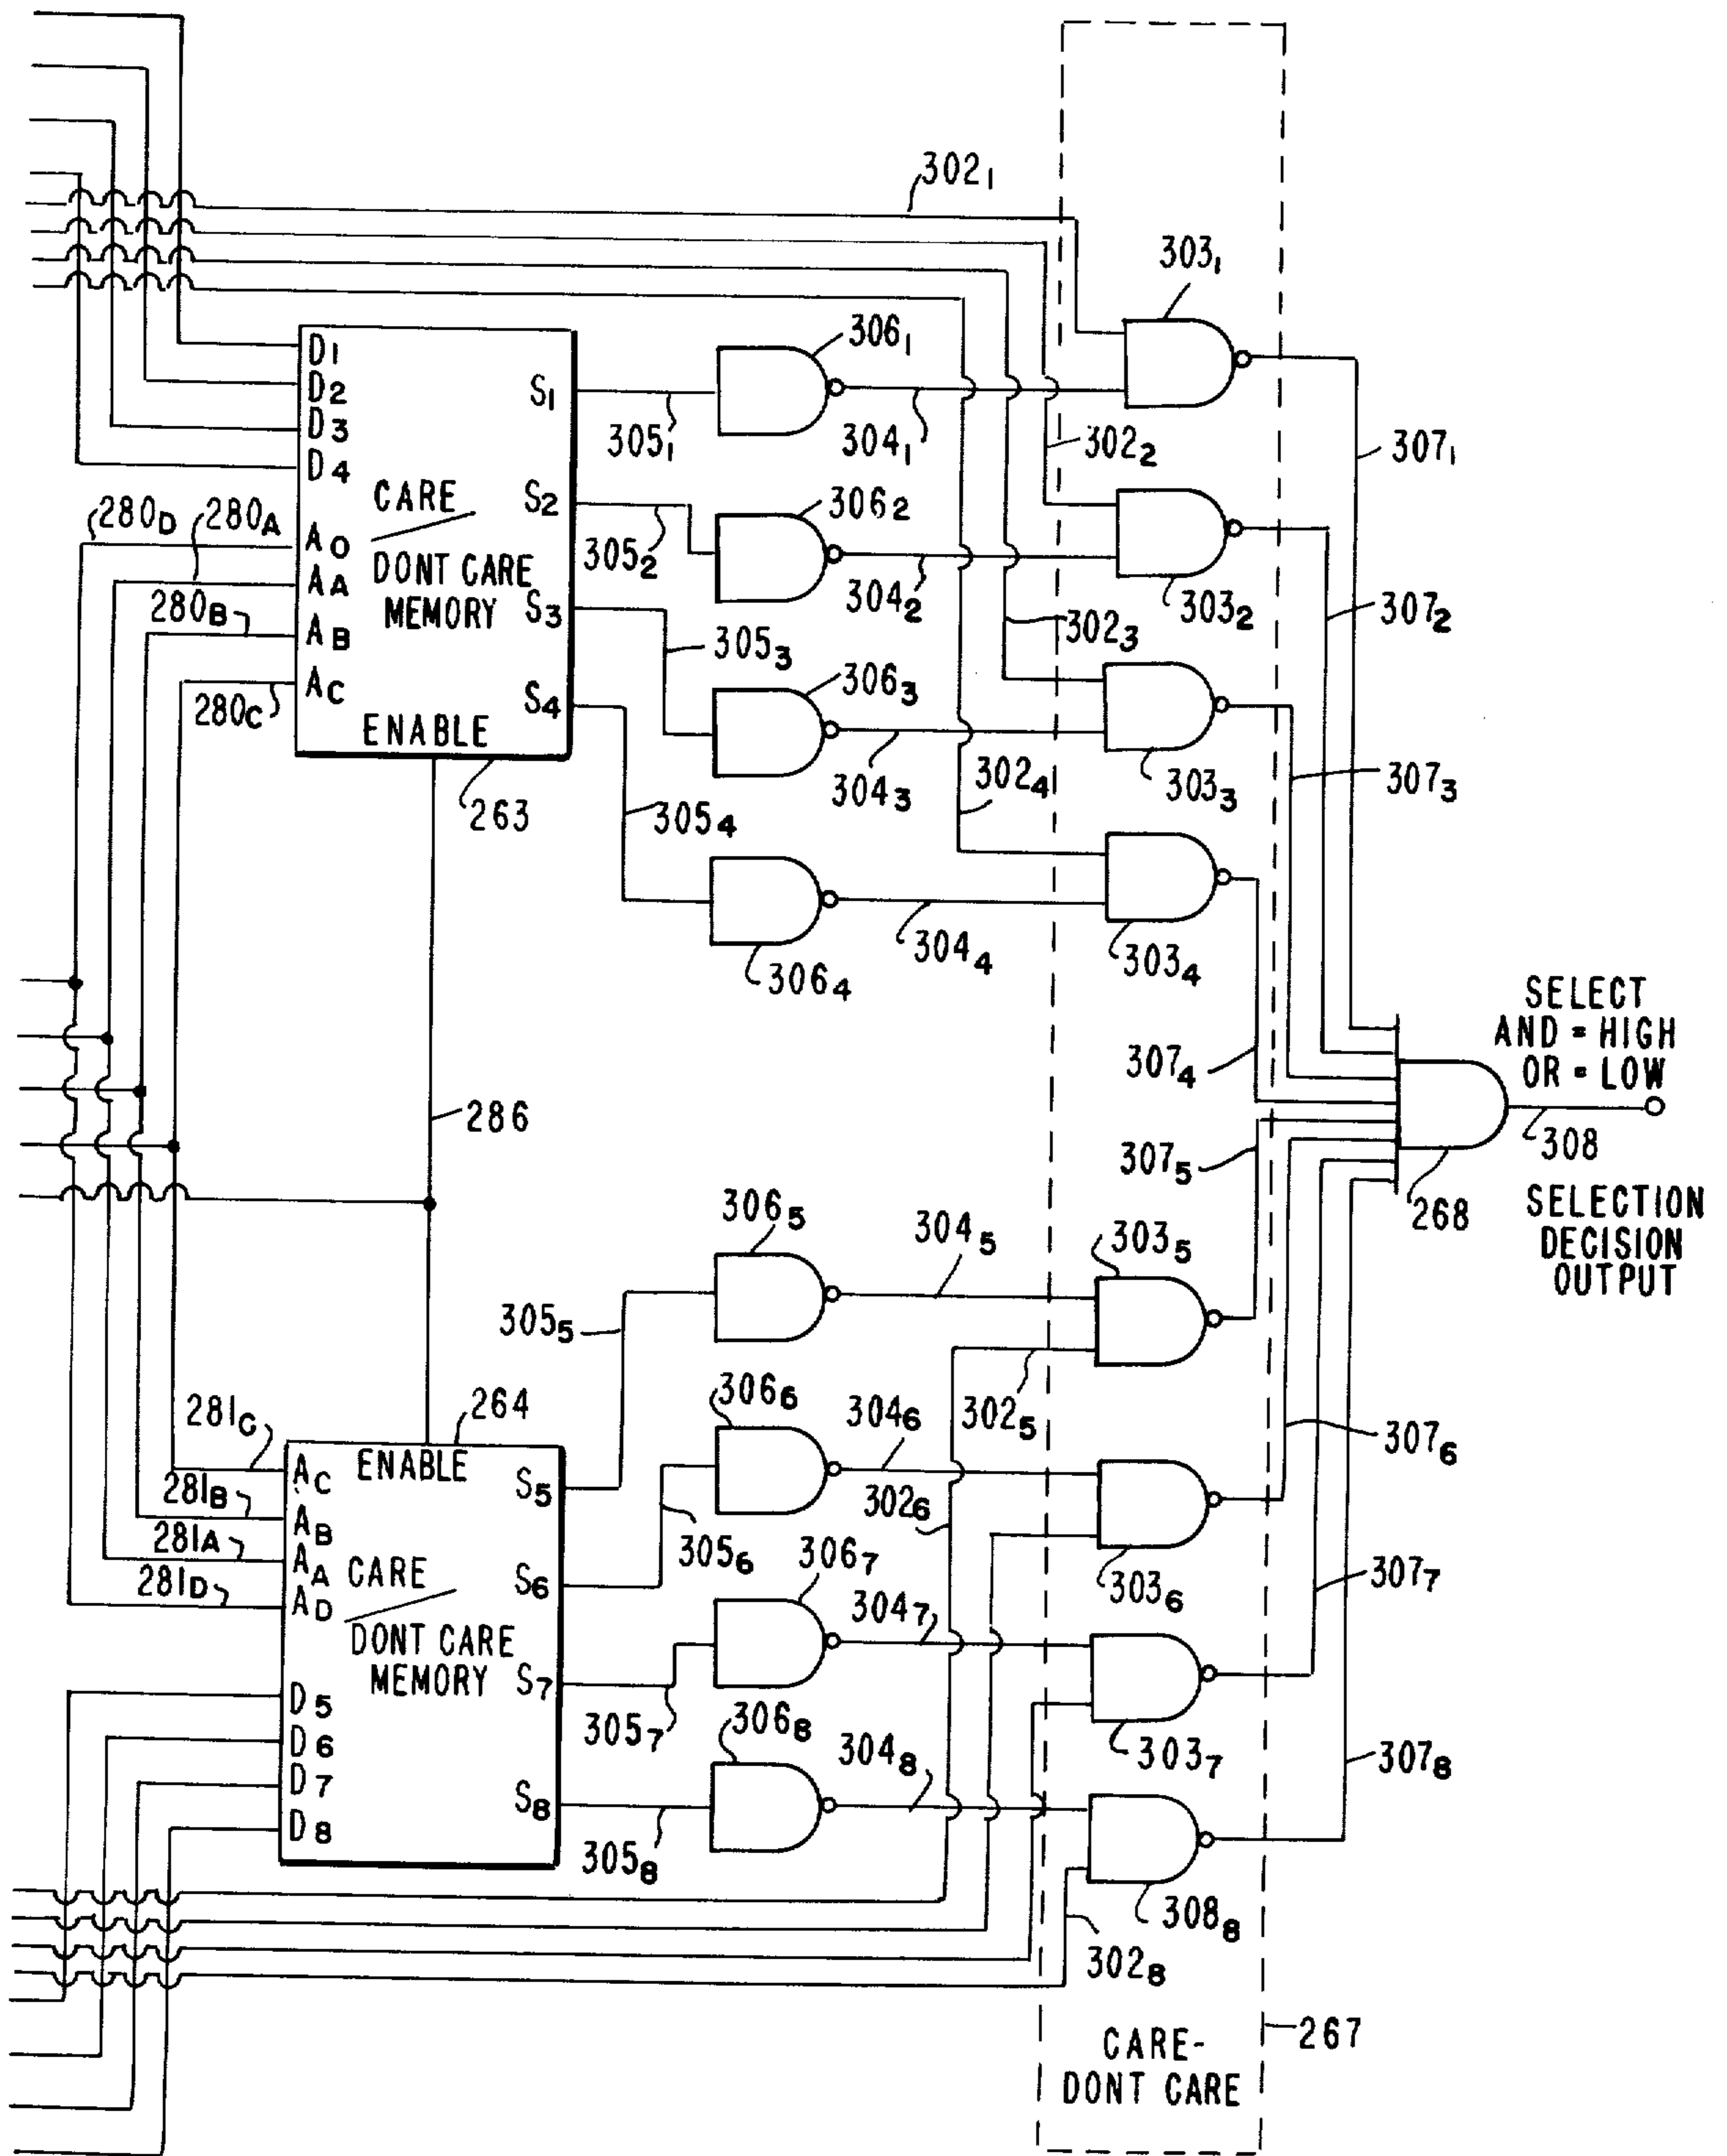 302₁
303₁
306₁
D₁
D₂
D₃
D₄
S₁
305₁
304₁
302₂
307₁
CARE
DONT CARE
MEMORY
S₂
S₃
S₄
306₂
305₂
304₂
303₂
307₂
280D
280A
280B
280C
AO
AA
AB
AC
ENABLE
263
305₃
306₃
304₃
302₃
303₃
307₃
302₄
305₄
306₄
304₄
303₄
307₄
SELECT
AND = HIGH
OR = LOW
308
268
SELECTION
DECISION
OUTPUT
286
307₅
306₅
304₅
303₅
305₅
302₅
264
281C
281B
281A
281D
AC
AB
AA
AD
ENABLE
CARE
DONT CARE
MEMORY
S₅
S₆
S₇
S₈
306₆
304₆
302₆
305₆
303₆
307₆
306₇
304₇
305₇
303₇
307₇
D₅
D₆
D₇
D₈
306₈
304₈
305₈
308₈
307₈
302₈
267
CARE-
DONT CARE